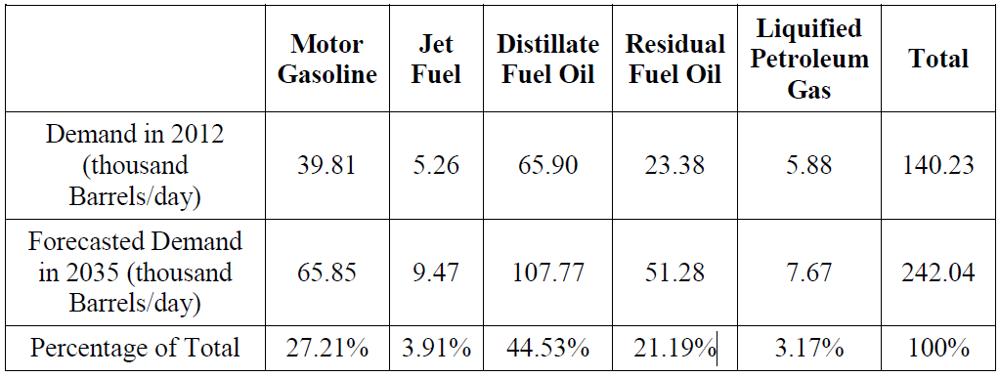 Motor Gasoline
Jet Fuel
Distillate Fuel Oil
Residual Fuel Oil
Liquified Petroleum Gas
Total
Demand in 2012 (thousand Barrels/day)
39.81
5.26
65.90
23.38
5.88
140.23
Forecasted Demand in 2035 (thousand Barrels/day)
65.85
9.47
107.77
51.28
7.67
242.04
Percentage of Total
27.21%
3.91%
44.53%
21.19%
3.17%
100%